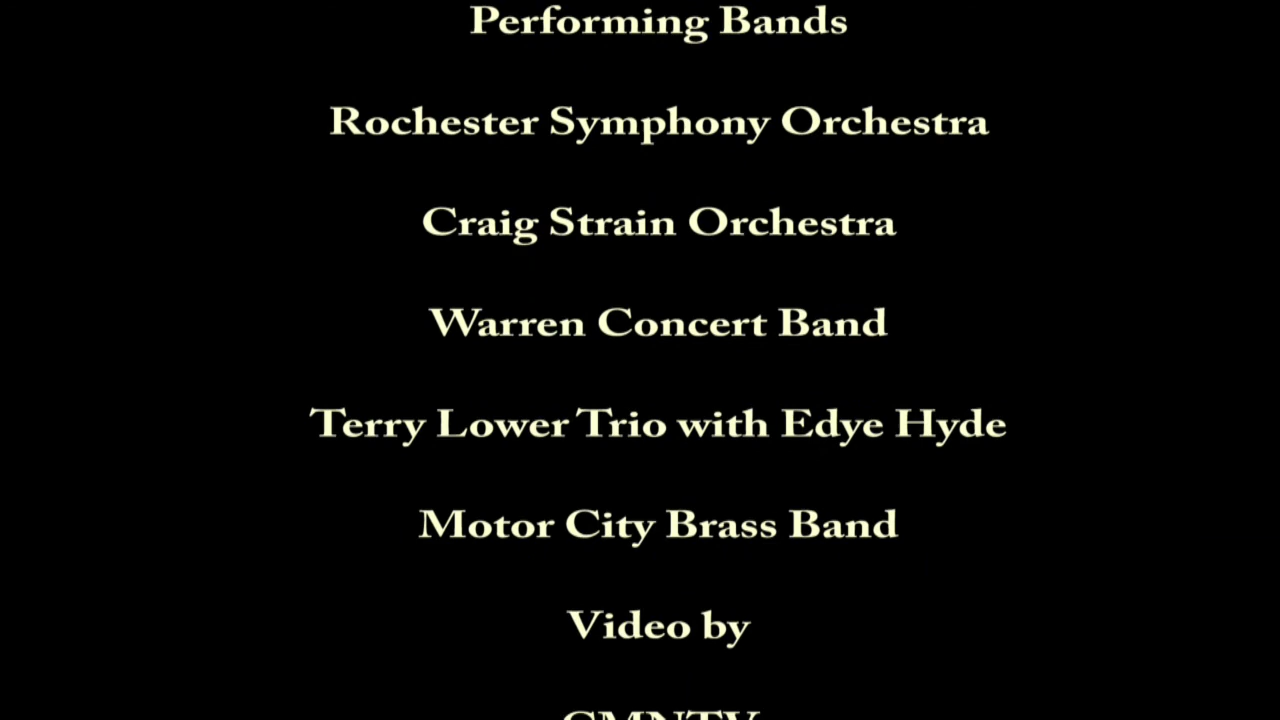 Performing Bands
Rochester Symphony Orchestra
Craig Strain Orchestra
Warren Concert Band
Terry Lower Trio with Edye Hyde
Motor City Brass Band
Video by
CMNTV